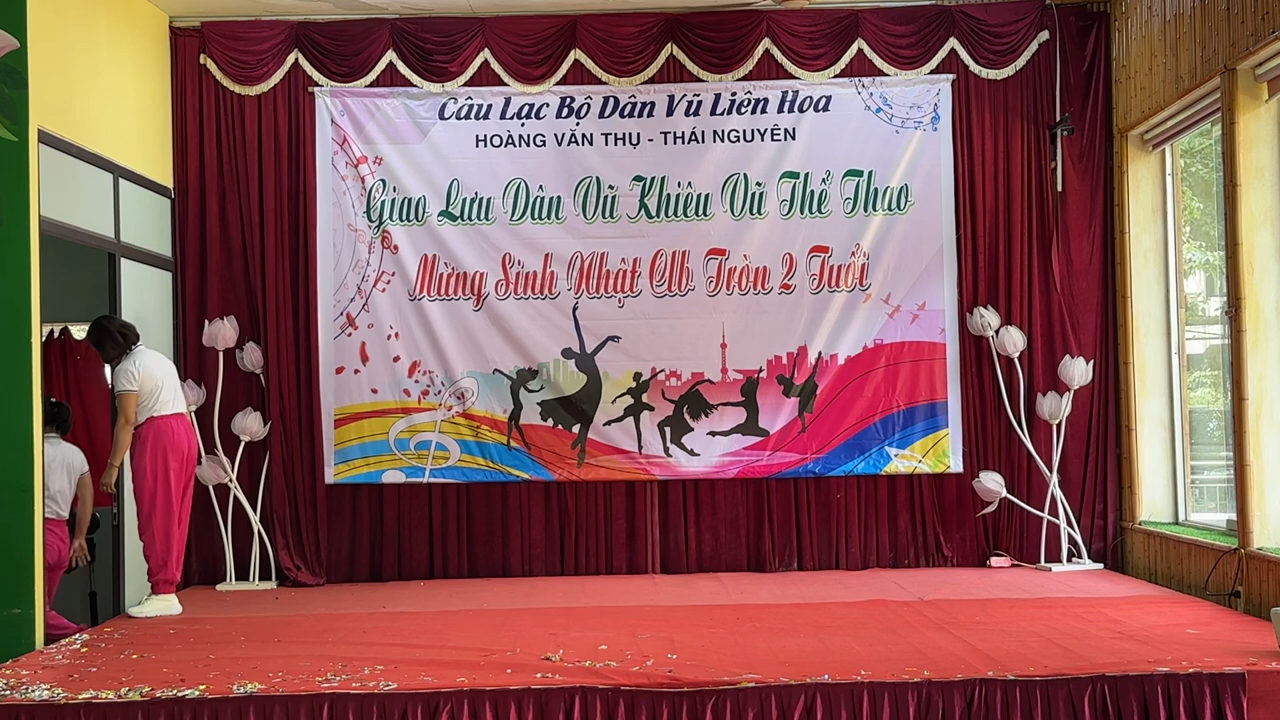 Câu Lạc Bộ Dân Vũ Liên Hoa
HOÀNG VĂN THỤ - THÁI NGUYÊN
Giao Lưu Dân Vũ Khiêu Vũ Thể Thao
Mừng Sinh Nhật Clb Tròn 2 Tuổi